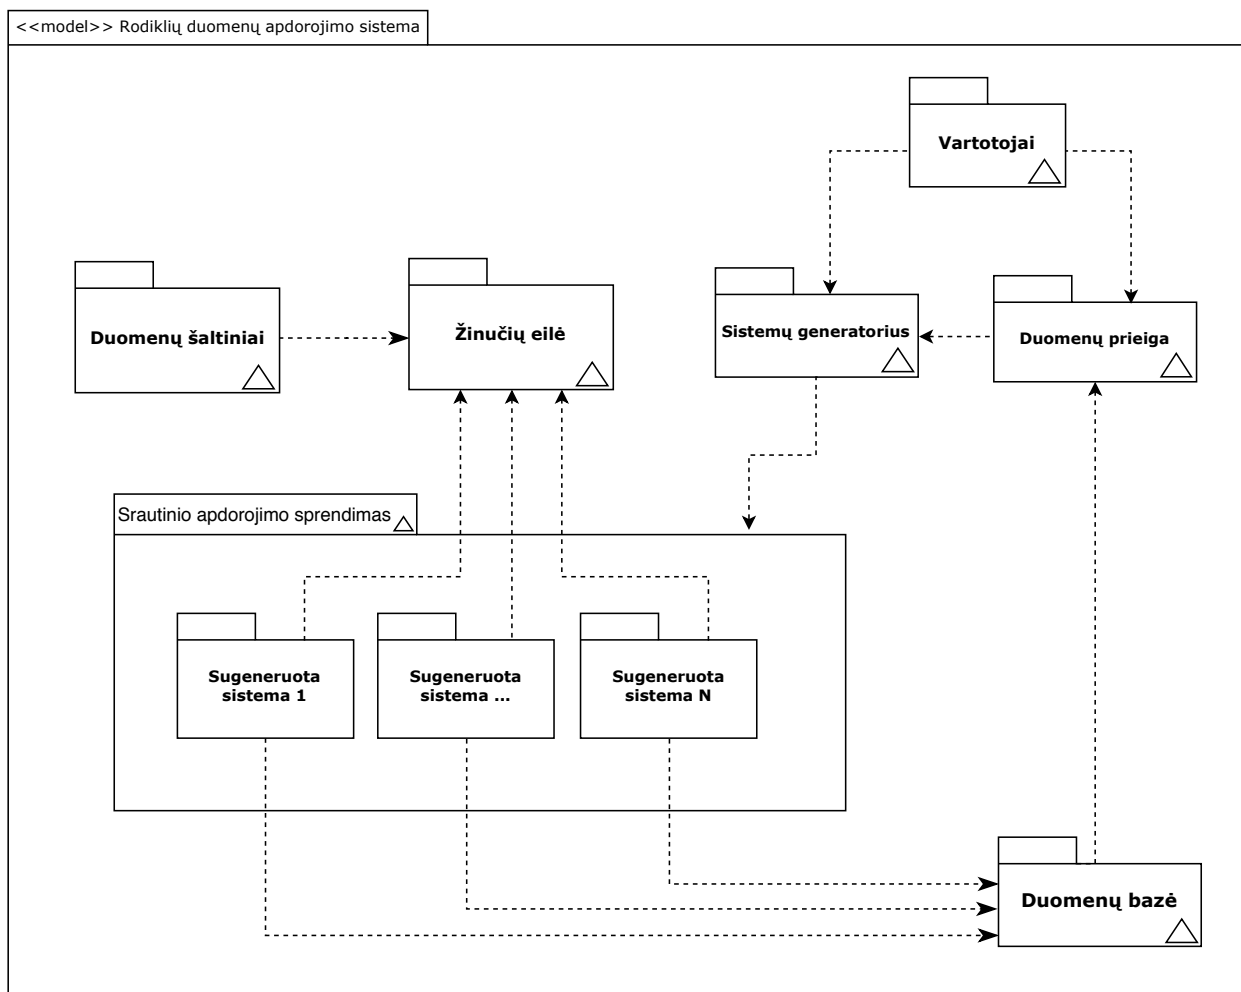 <<model>> Rodiklių duomenų apdorojimo sistema
Vartotojai
Duomenų šaltiniai
Žinučių eilė
Sistemų generatorius
Duomenų prieiga
Srautinio apdorojimo sprendimas
Sugeneruota
sistema 1
Sugeneruota
sistema ...
Sugeneruota
sistema N
Duomenų bazė